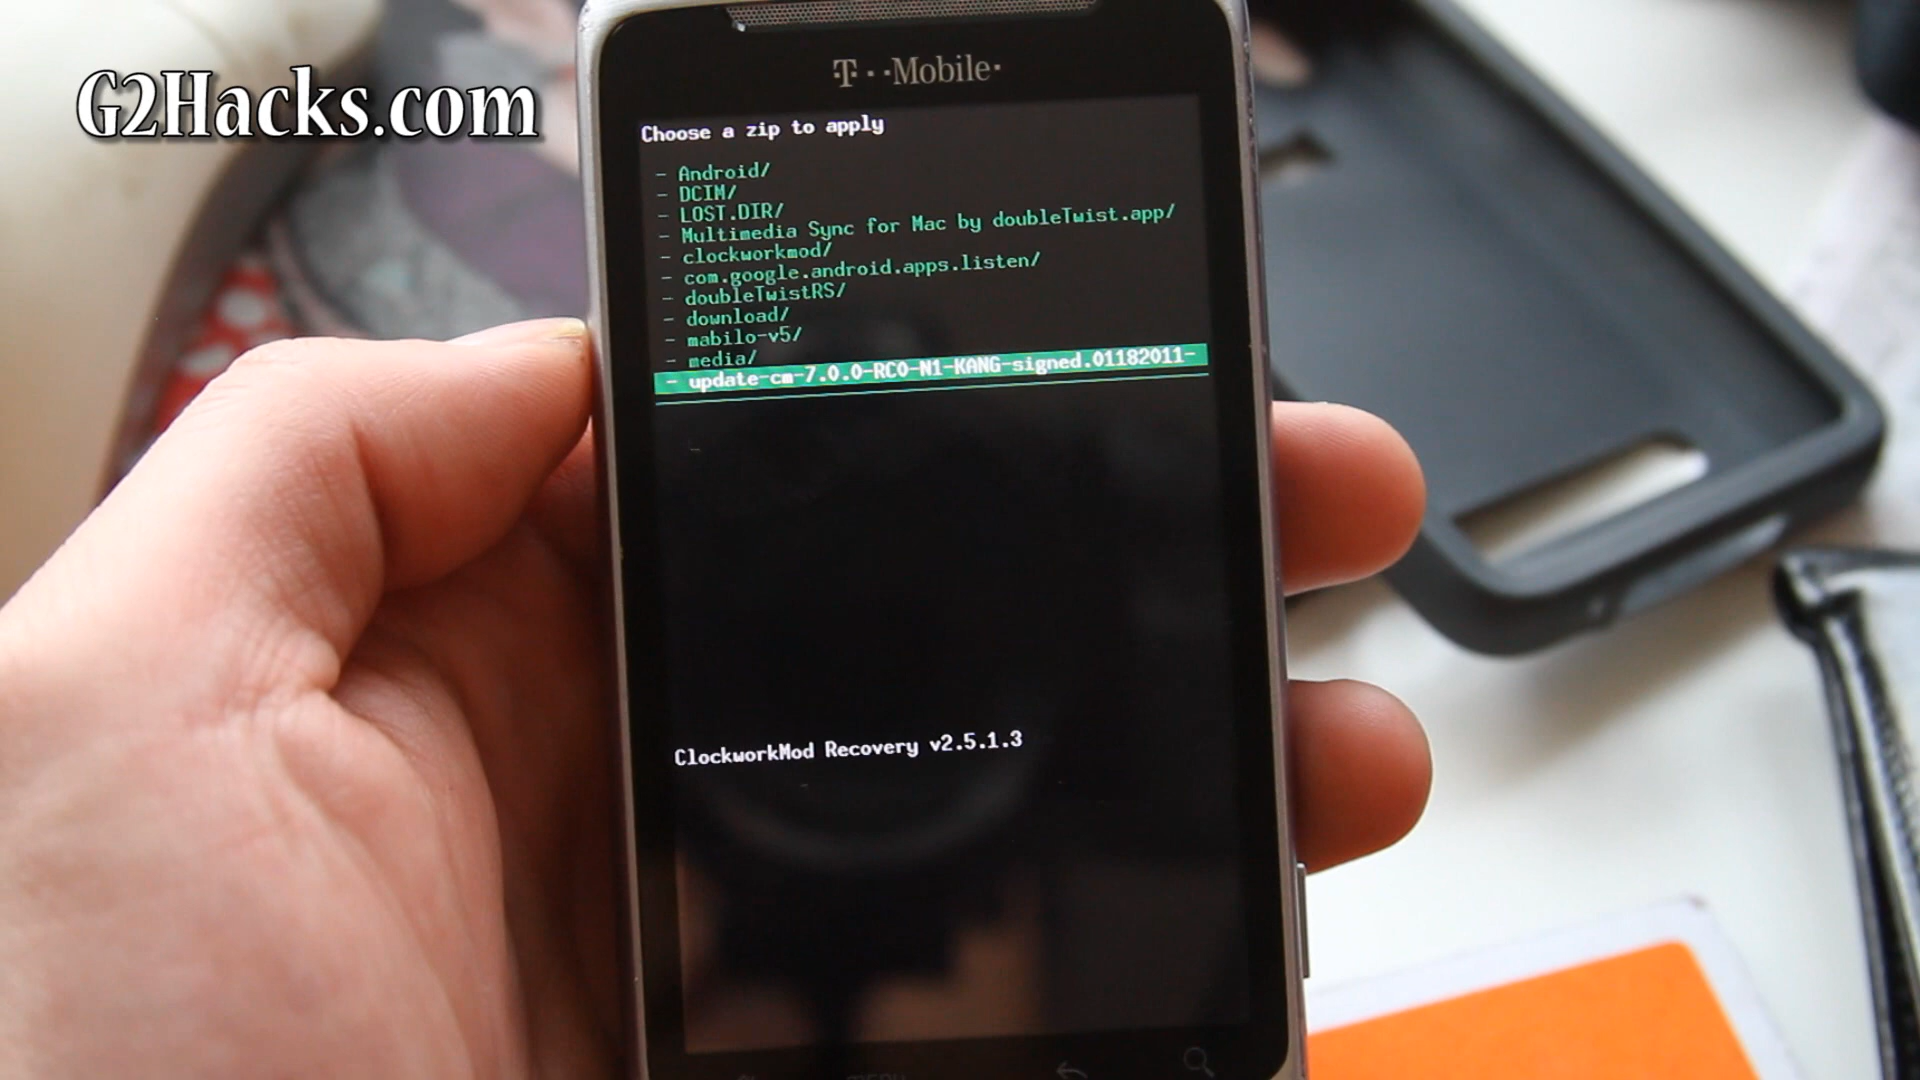 G2Hacks.com
T··Mobile·
Choose a zip to apply
- Android/
- DCIM/
- LOST.DIR/
- Multimedia Sync for Mac by doubleTwist.app/
- clockworkmod/
- com.google.android.apps.listen/
- doubleTwistRS/
- download/
- mabilo-v5/
- media/
- update-cm-7.0.0-RC0-N1-KANG-signed.01182011-
ClockworkMod Recovery v2.5.1.3
MENU